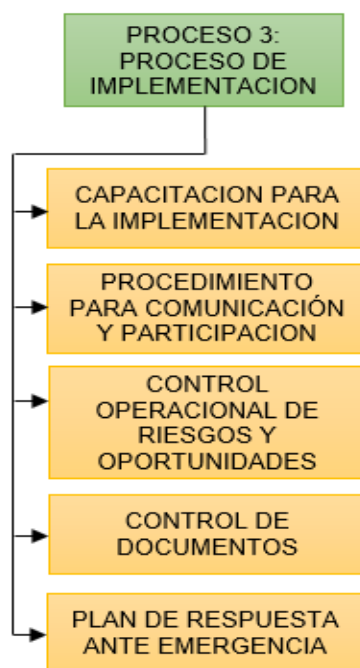 PROCESO 3:
PROCESO DE
IMPLEMENTACION
CAPACITACION PARA
LA IMPLEMENTACION
PROCEDIMIENTO
PARA COMUNICACIÓN
Y PARTICIPACION
CONTROL
OPERACIONAL DE
RIESGOS Y
OPORTUNIDADES
CONTROL DE
DOCUMENTOS
PLAN DE RESPUESTA
ANTE EMERGENCIA